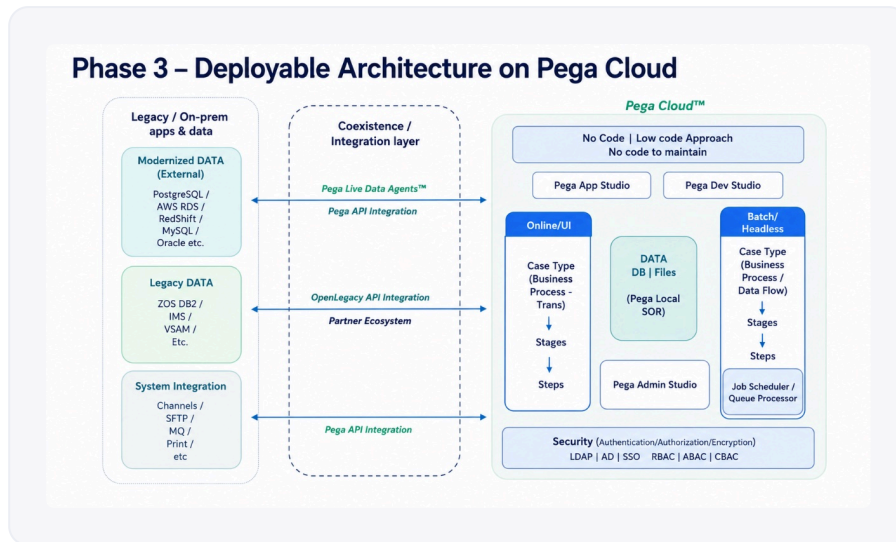 Phase 3 – Deployable Architecture on Pega Cloud
Legacy / On-prem
apps & data
Modernized DATA
(External)
PostgreSQL /
AWS RDS /
RedShift /
MySQL /
Oracle etc.
Legacy DATA
ZOS DB2 /
IMS /
VSAM /
Etc.
System Integration
Channels /
SFTP /
MQ /
Print /
etc
Coexistence /
Integration layer
Pega Live Data Agents™
Pega API Integration
OpenLegacy API Integration
Partner Ecosystem
Pega API Integration
Pega Cloud™
No Code | Low code Approach
No code to maintain
Pega App Studio
Pega Dev Studio
Online/UI
Case Type
(Business
Process -
Trans)
Stages
Steps
DATA
DB | Files
(Pega Local
SOR)
Pega Admin Studio
Batch/
Headless
Case Type
(Business
Process /
Data Flow)
Stages
Steps
Job Scheduler /
Queue Processor
Security (Authentication/Authorization/Encryption)
LDAP | AD | SSO RBAC | ABAC | CBAC